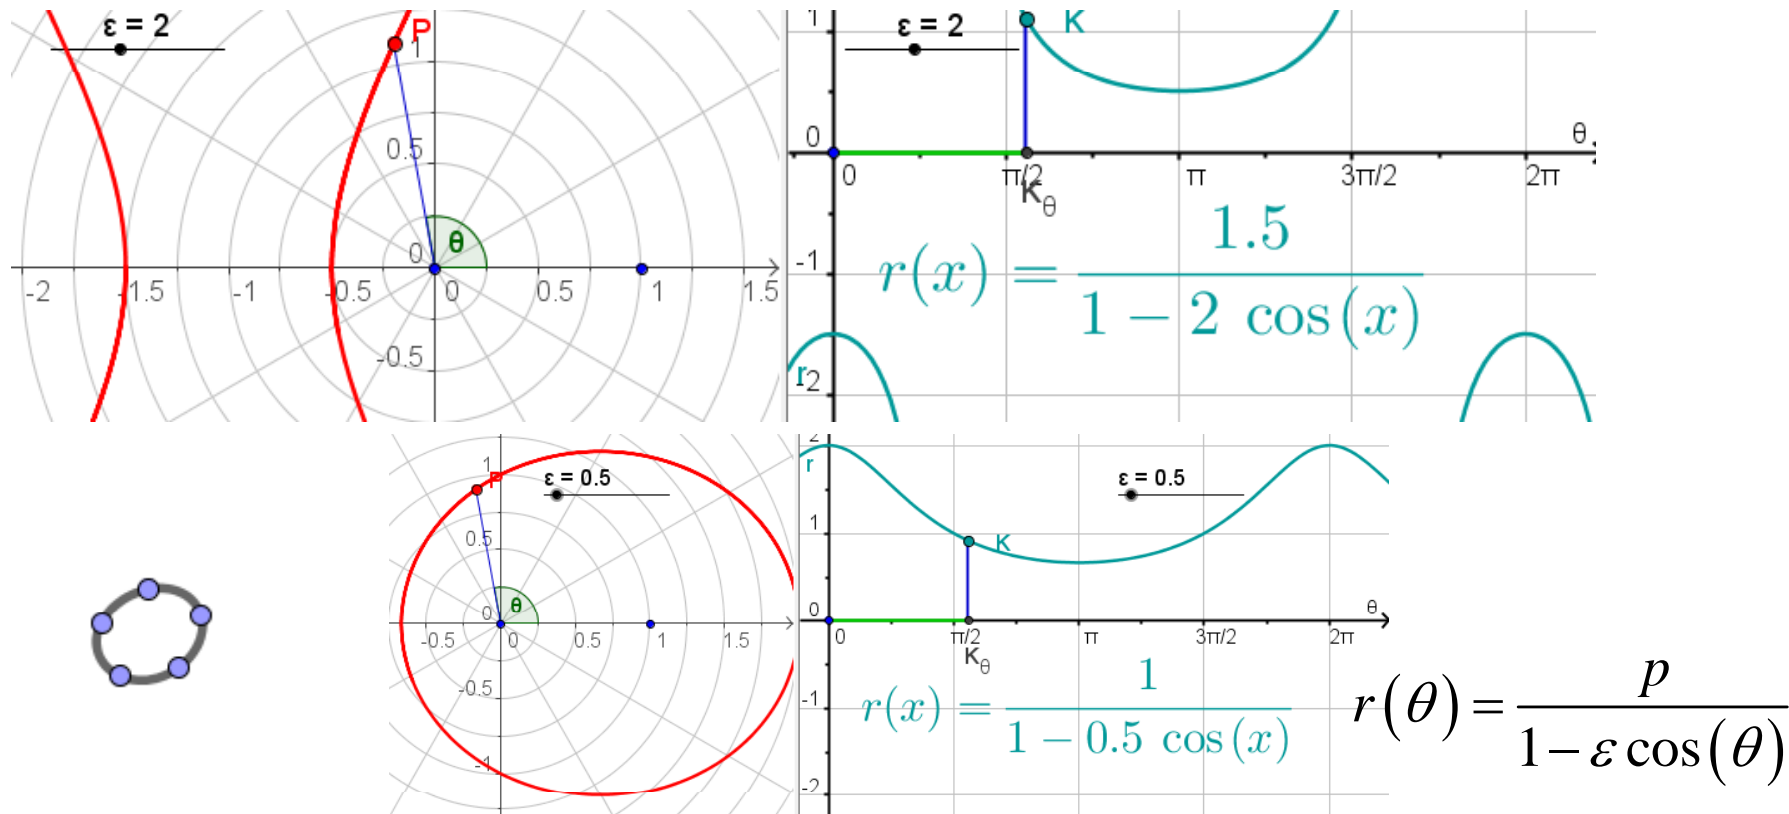 ε = 2
P
1
0.5
θ
0
-2
-1.5
-1
-0.5
0
0.5
1
1.5
-0.5
1
ε = 2
K
0
θ
0
π/2
π
3π/2
2π
Kθ
-1
r(x) = 1.5 / (1 − 2 cos(x))
r
-2
1
P
ε = 0.5
0.5
θ
0
-0.5
0
0.5
1
1.5
-0.5
-1
2
r
ε = 0.5
1
K
0
θ
0
π/2
π
3π/2
2π
Kθ
-1
r(x) = 1 / (1 − 0.5 cos(x))
-2
r(θ) = p / (1 − ε cos(θ))